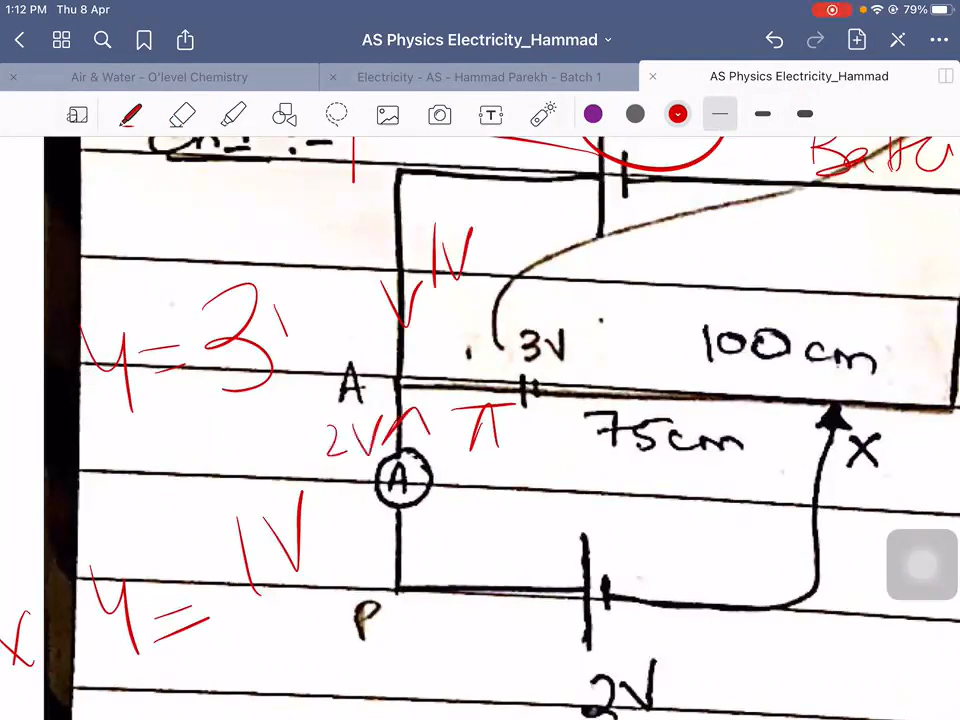 1:12 PM Thu 8 Apr
79%
AS Physics Electricity_Hammad
Air & Water - O'level Chemistry
Electricity - AS - Hammad Parekh - Batch 1
AS Physics Electricity_Hammad
T
1V
y = 3
3V
100 cm
A
2V
75cm
X
A
y = 1V
P
X
2V